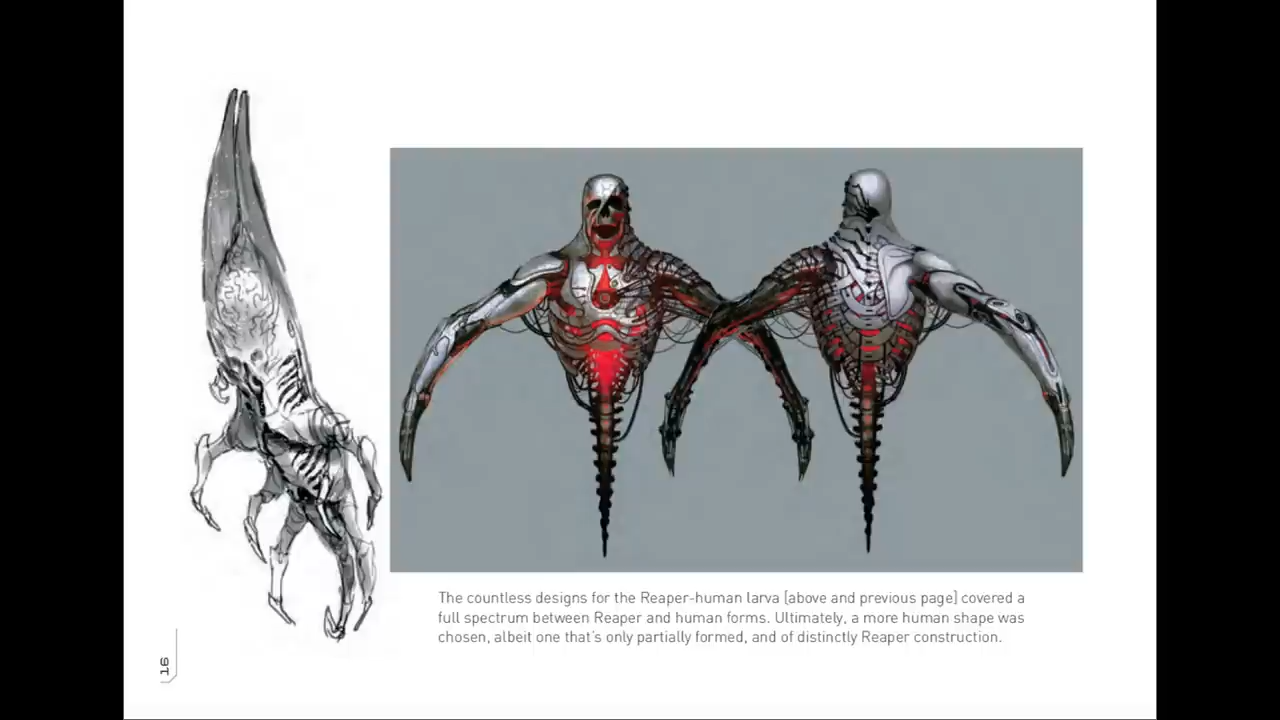 The countless designs for the Reaper-human larva [above and previous page] covered a
full spectrum between Reaper and human forms. Ultimately, a more human shape was
chosen, albeit one that's only partially formed, and of distinctly Reaper construction.
16